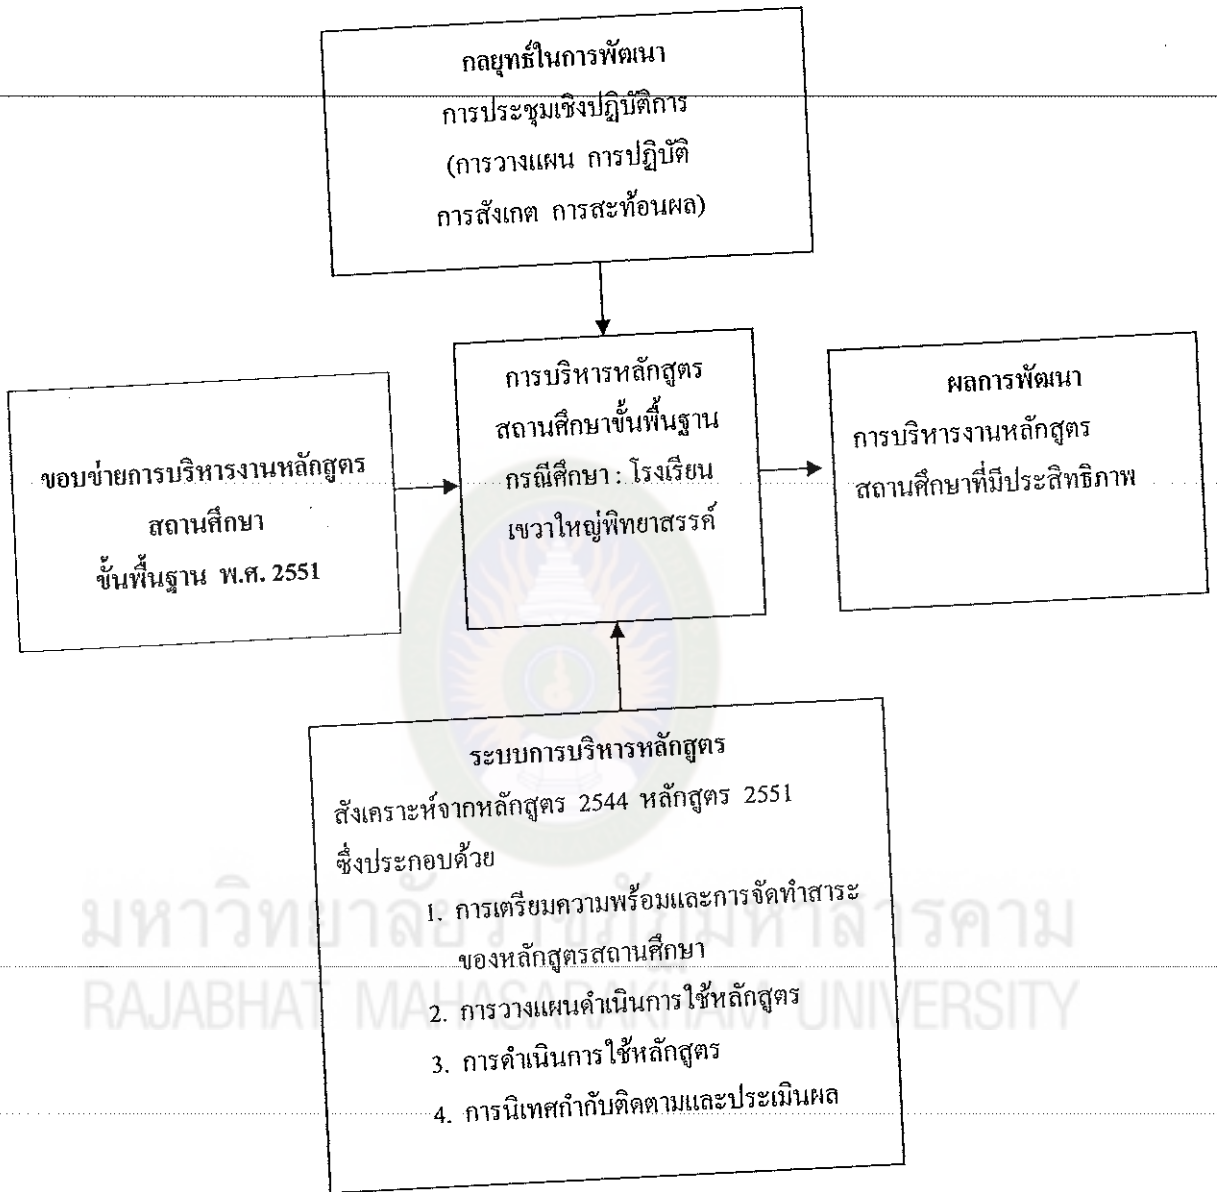 กลยุทธ์ในการพัฒนา
การประชุมเชิงปฏิบัติการ
(การวางแผน การปฏิบัติ
การสังเกต การสะท้อนผล)
ขอบข่ายการบริหารงานหลักสูตร
สถานศึกษา
ขั้นพื้นฐาน พ.ศ. 2551
การบริหารหลักสูตร
สถานศึกษาขั้นพื้นฐาน
กรณีศึกษา : โรงเรียน
เขวาใหญ่พิทยาสรรค์
ผลการพัฒนา
การบริหารงานหลักสูตร
สถานศึกษาที่มีประสิทธิภาพ
ระบบการบริหารหลักสูตร
สังเคราะห์จากหลักสูตร 2544 หลักสูตร 2551
ซึ่งประกอบด้วย
1. การเตรียมความพร้อมและการจัดทำสาระ
ของหลักสูตรสถานศึกษา
2. การวางแผนดำเนินการใช้หลักสูตร
3. การดำเนินการใช้หลักสูตร
4. การนิเทศกำกับติดตามและประเมินผล
มหาวิทยาลัยราชภัฏมหาสารคาม
RAJABHAT MAHASARAKHAM UNIVERSITY